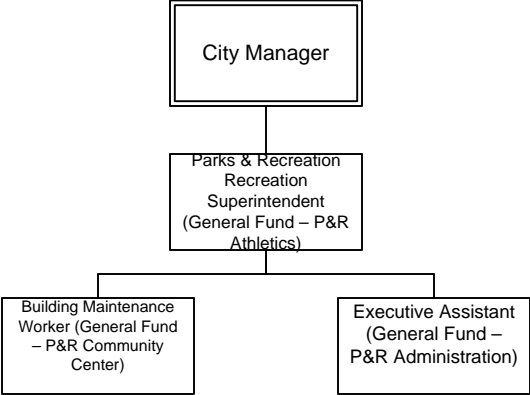 City Manager
Parks & Recreation
Recreation
Superintendent
(General Fund – P&R
Athletics)
Building Maintenance
Worker (General Fund
– P&R Community
Center)
Executive Assistant
(General Fund –
P&R Administration)